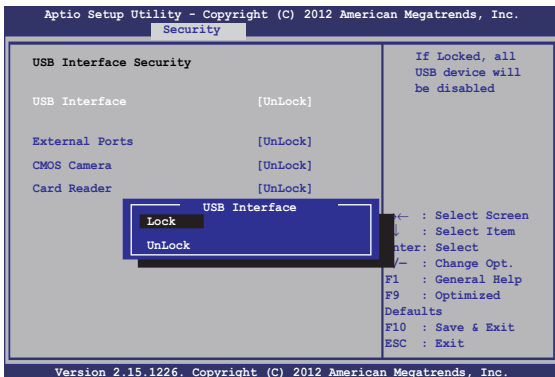 Aptio Setup Utility - Copyright (C) 2012 American Megatrends, Inc.
Security
USB Interface Security
USB Interface [UnLock]
External Ports [UnLock]
CMOS Camera [UnLock]
Card Reader [UnLock]
USB Interface
Lock
UnLock
If Locked, all
USB device will
be disabled
→← : Select Screen
↓ : Select Item
nter: Select
/— : Change Opt.
F1 : General Help
F9 : Optimized
Defaults
F10 : Save & Exit
ESC : Exit
Version 2.15.1226. Copyright (C) 2012 American Megatrends, Inc.